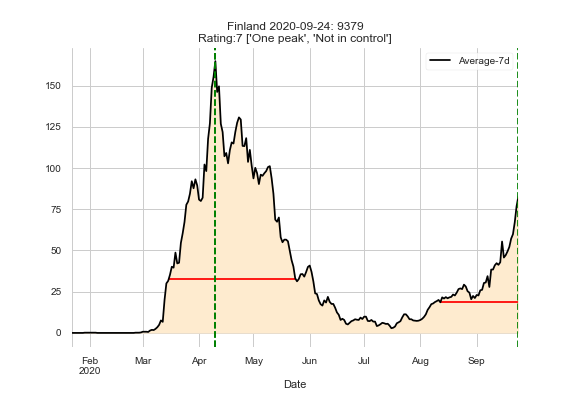 Finland 2020-09-24: 9379
Rating:7 ['One peak', 'Not in control']
Average-7d
150
125
100
75
50
25
0
Feb Mar Apr May Jun Jul Aug Sep
2020
Date